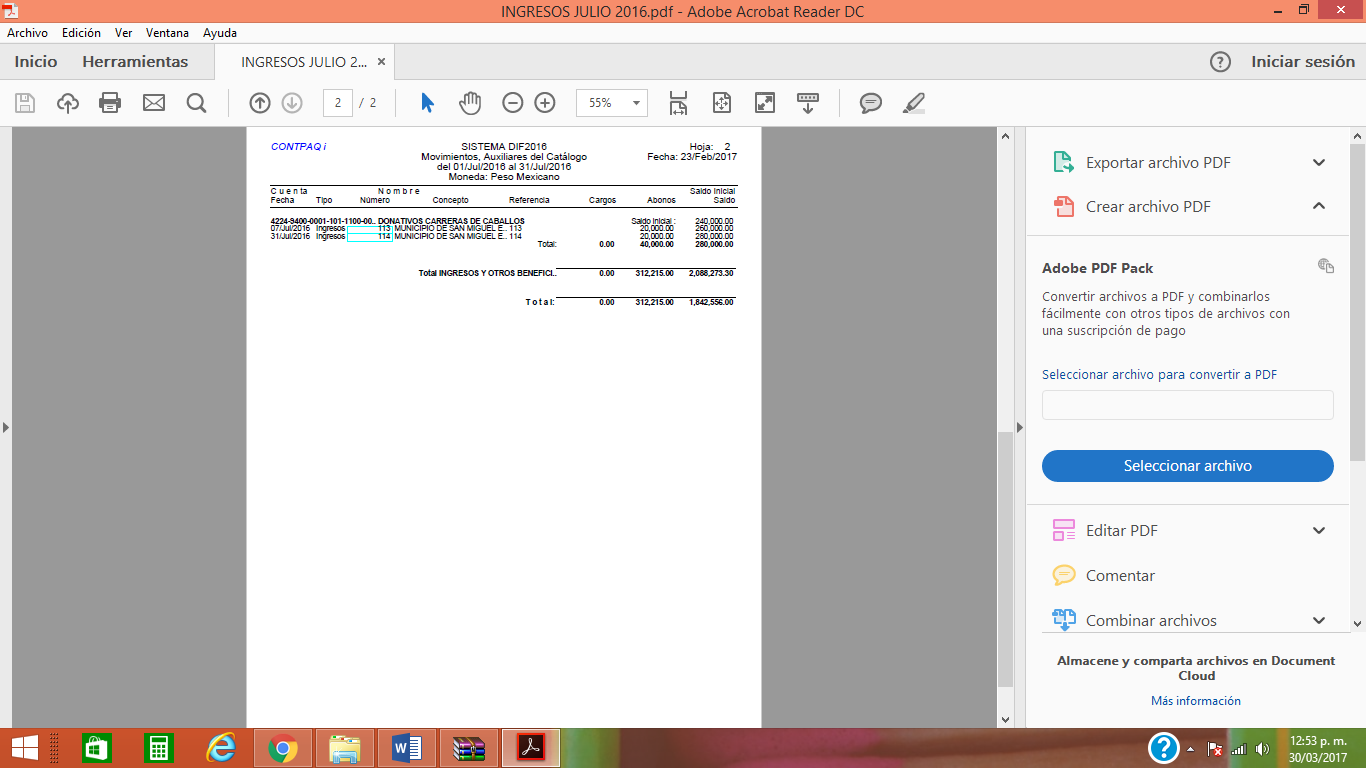 INGRESOS JULIO 2016.pdf - Adobe Acrobat Reader DC
Archivo Edición Ver Ventana Ayuda
Inicio Herramientas INGRESOS JULIO 2... × Iniciar sesión
2 / 2 55%
CONTPAQ i SISTEMA DIF2016 Hoja: 2
Movimientos, Auxiliares del Catálogo Fecha: 23/Feb/2017
del 01/Jul/2016 al 31/Jul/2016
Moneda: Peso Mexicano
C u e n t a N o m b r e Saldo Inicial
Fecha Tipo Número Concepto Referencia Cargos Abonos Saldo
4224-9400-0001-101-1100-00.. DONATIVOS CARRERAS DE CABALLOS Saldo inicial : 240,000.00
07/Jul/2016 Ingresos 113 MUNICIPIO DE SAN MIGUEL E.. 113 20,000.00 260,000.00
31/Jul/2016 Ingresos 114 MUNICIPIO DE SAN MIGUEL E.. 114 20,000.00 280,000.00
Total: 0.00 40,000.00 280,000.00
Total INGRESOS Y OTROS BENEFICI.. 0.00 312,215.00 2,088,273.30
T o t a l : 0.00 312,215.00 1,842,556.00
Exportar archivo PDF
Crear archivo PDF
Adobe PDF Pack
Convertir archivos a PDF y combinarlos
fácilmente con otros tipos de archivos con
una suscripción de pago
Seleccionar archivo para convertir a PDF
Seleccionar archivo
Editar PDF
Comentar
Combinar archivos
Almacene y comparta archivos en Document
Cloud
Más información
12:53 p. m.
30/03/2017